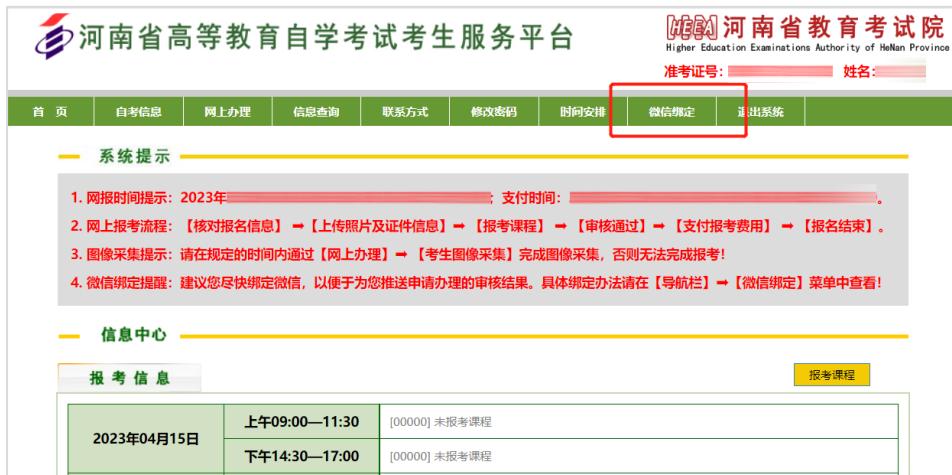 河南省高等教育自学考试考生服务平台
HEEA 河南省教育考试院
Higher Education Examinations Authority of HeNan Province
准考证号: 姓名:
首 页 自考信息 网上办理 信息查询 联系方式 修改密码 时间安排 微信绑定 退出系统
系统提示
1. 网报时间提示：2023年 ；支付时间： 。
2. 网上报考流程：【核对报名信息】 ➡【上传照片及证件信息】➡ 【报考课程】 ➡ 【审核通过】 ➡ 【支付报考费用】 ➡ 【报名结束】。
3. 图像采集提示：请在规定的时间内通过【网上办理】➡ 【考生图像采集】完成图像采集，否则无法完成报考！
4. 微信绑定提醒：建议您尽快绑定微信，以便于为您推送申请办理的审核结果。具体绑定办法请在【导航栏】➡【微信绑定】菜单中查看！
信息中心
报考信息 报考课程
2023年04月15日
上午09:00—11:30 [00000] 未报考课程
下午14:30—17:00 [00000] 未报考课程